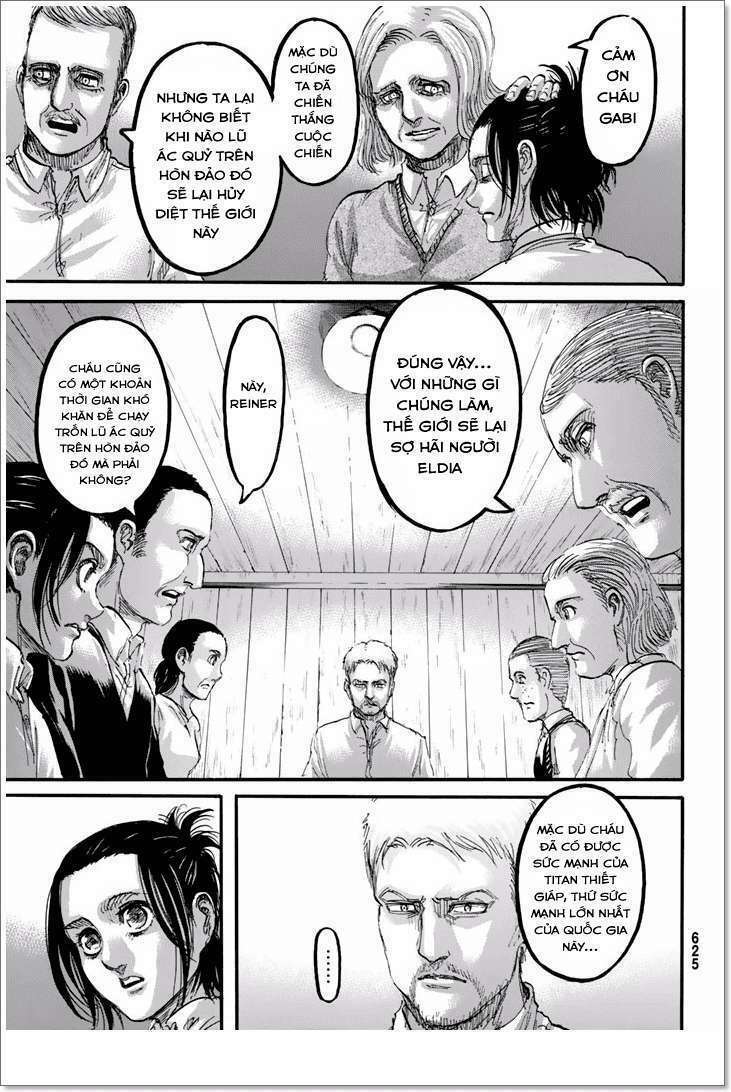 CẢM
ƠN
CHÁU
GABI
MẶC DÙ
CHÚNG
TA ĐÃ
CHIẾN
THẮNG
CUỘC
CHIẾN
NHƯNG TA LẠI
KHÔNG BIẾT
KHI NÀO LŨ
ÁC QUỶ TRÊN
HÒN ĐẢO ĐÓ
SẼ LẠI HỦY
DIỆT THẾ GIỚI
NÀY
ĐÚNG VẬY...
VỚI NHỮNG GÌ
CHÚNG LÀM,
THẾ GIỚI SẼ LẠI
SỢ HÃI NGƯỜI
ELDIA
NÀY,
REINER
CHÁU CŨNG
CÓ MỘT KHOẢN
THỜI GIAN KHÓ
KHĂN ĐỂ CHẠY
TRỐN LŨ ÁC QUỶ
TRÊN HÒN ĐẢO
ĐÓ MÀ PHẢI
KHÔNG?
MẶC DÙ CHÁU
ĐÃ CÓ ĐƯỢC
SỨC MẠNH CỦA
TITAN THIẾT
GIÁP, THỨ SỨC
MẠNH LỚN NHẤT
CỦA QUỐC GIA
NÀY...
......
625